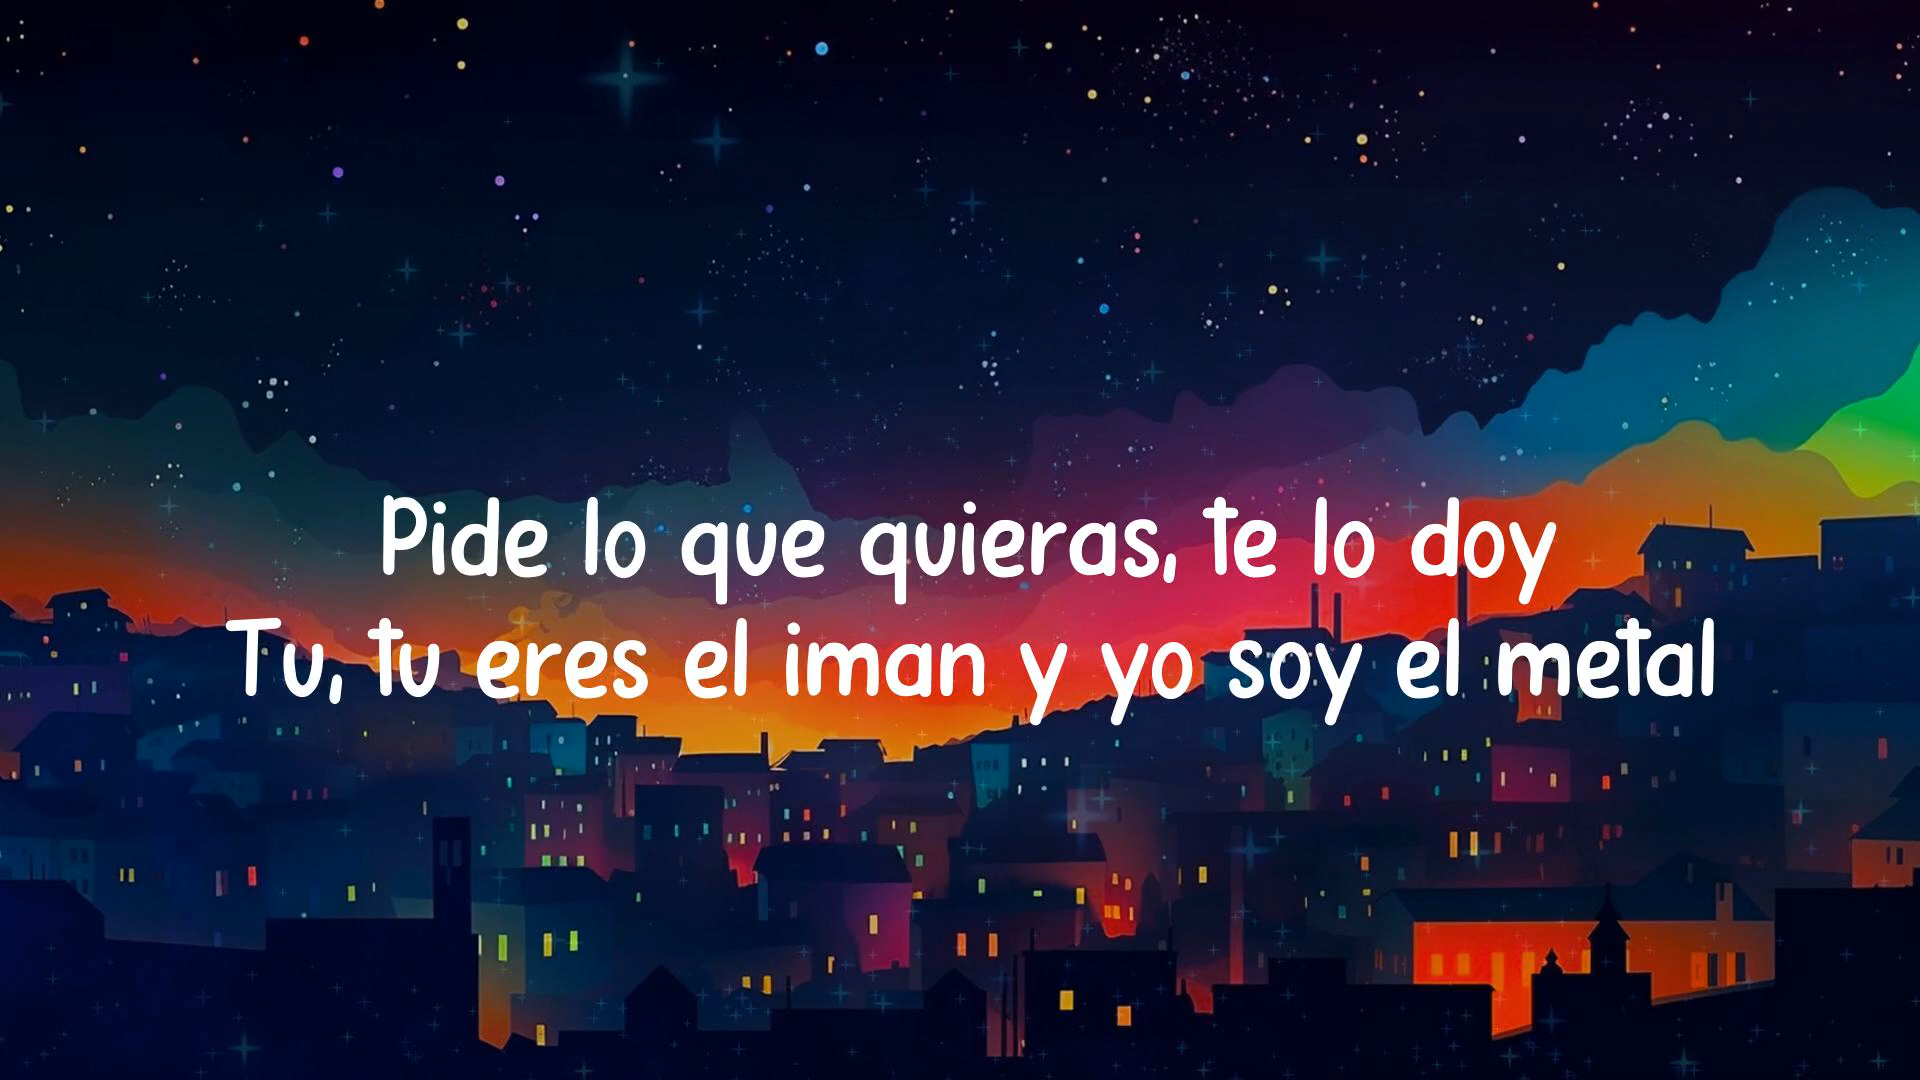 Pide lo que quieras, te lo doy
Tu, tu eres el iman y yo soy el metal